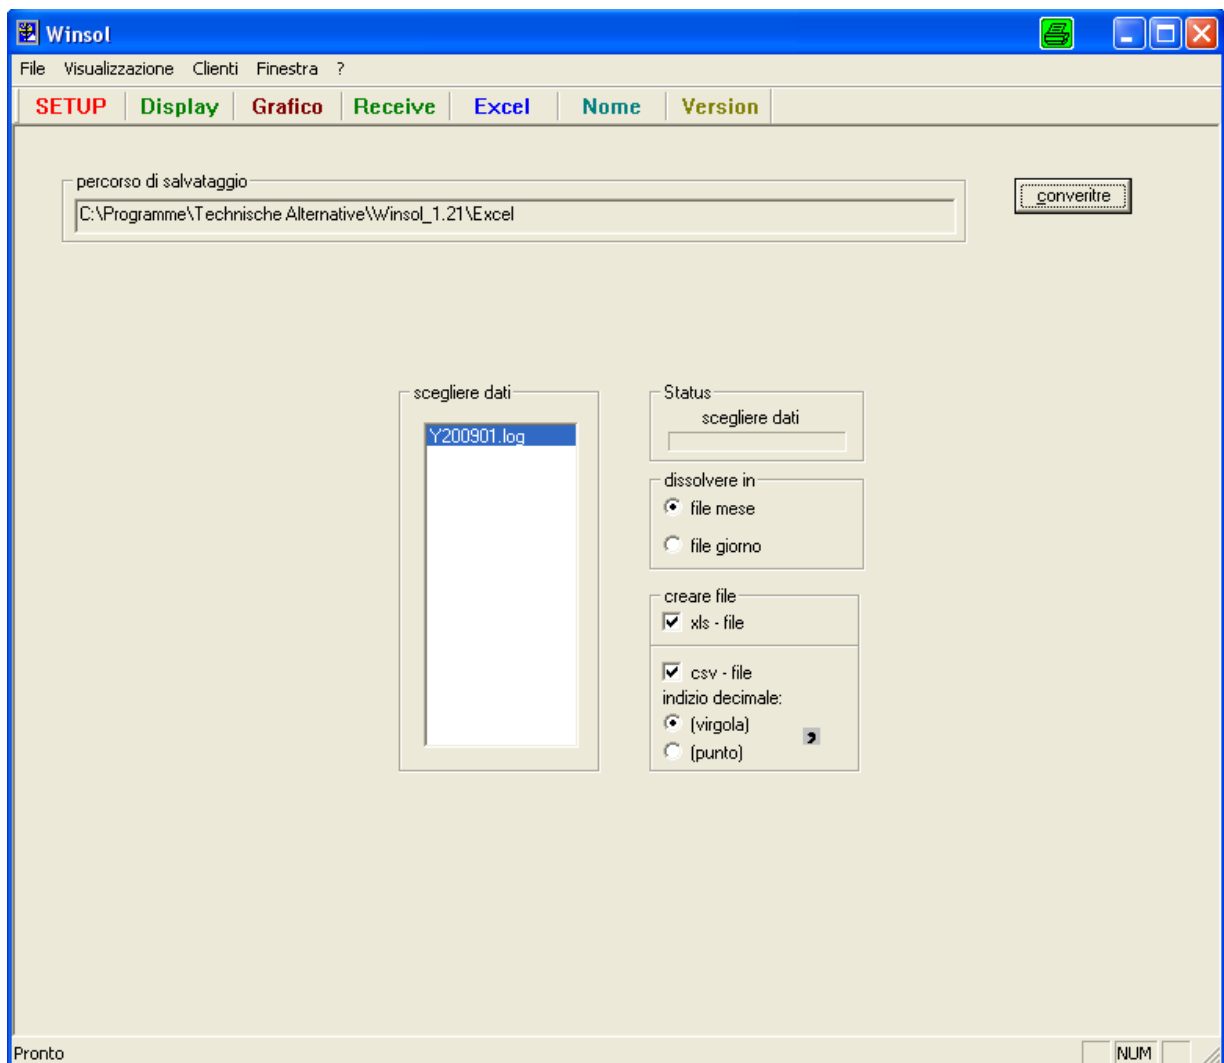 Winsol
File Visualizzazione Clienti Finestra ?
SETUP Display Grafico Receive Excel Nome Version
percorso di salvataggio
C:\Programme\Technische Alternative\Winsol_1.21\Excel
converitre
scegliere dati
Y200901.log
Status
scegliere dati
dissolvere in
file mese
file giorno
creare file
xls - file
csv - file
indizio decimale:
(virgola)
,
(punto)
Pronto
NUM